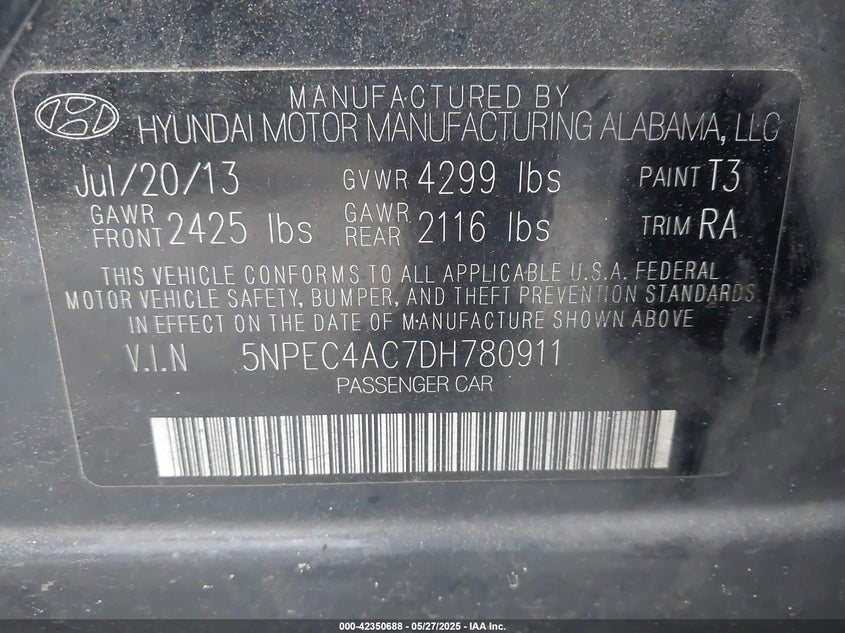 MANUFACTURED BY
HYUNDAI MOTOR MANUFACTURING ALABAMA, LLC
Jul/20/13 GVWR 4299 lbs PAINT T3
GAWR FRONT 2425 lbs GAWR REAR 2116 lbs TRIM RA
THIS VEHICLE CONFORMS TO ALL APPLICABLE U.S.A. FEDERAL
MOTOR VEHICLE SAFETY, BUMPER, AND THEFT PREVENTION STANDARDS
IN EFFECT ON THE DATE OF MANUFACTURE SHOWN ABOVE
V.I.N 5NPEC4AC7DH780911
PASSENGER CAR
000-42350688 - 05/27/2025 - IAA Inc.